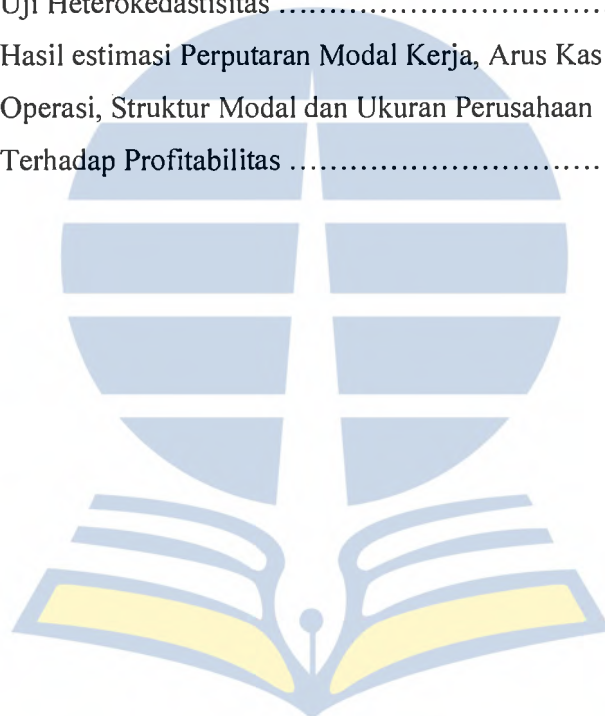 Uji Heterokedastisitas ................................
Hasil estimasi Perputaran Modal Kerja, Arus Kas
Operasi, Struktur Modal dan Ukuran Perusahaan
Terhadap Profitabilitas ...............................